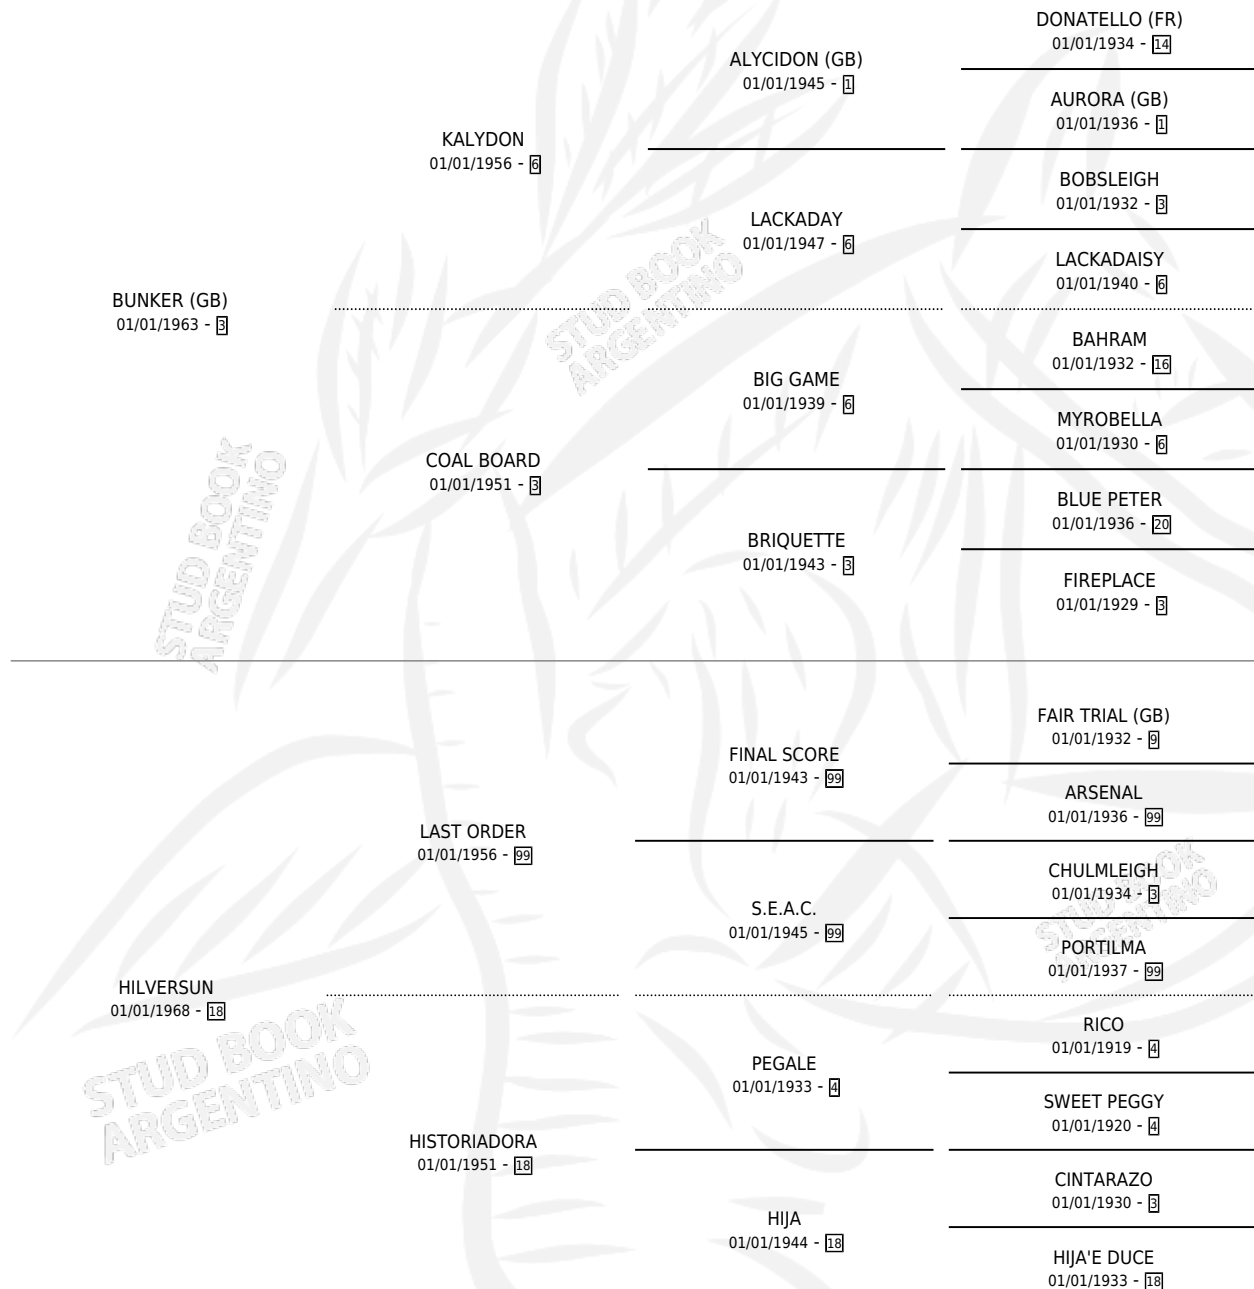 DONATELLO (FR)
01/01/1934 - 14
ALYCIDON (GB)
01/01/1945 - 1
AURORA (GB)
01/01/1936 - 1
KALYDON
01/01/1956 - 6
BOBSLEIGH
01/01/1932 - 3
LACKADAY
01/01/1947 - 6
LACKADAISY
01/01/1940 - 6
BUNKER (GB)
01/01/1963 - 3
BAHRAM
01/01/1932 - 16
BIG GAME
01/01/1939 - 6
MYROBELLA
01/01/1930 - 6
COAL BOARD
01/01/1951 - 3
BLUE PETER
01/01/1936 - 20
BRIQUETTE
01/01/1943 - 3
FIREPLACE
01/01/1929 - 3
FAIR TRIAL (GB)
01/01/1932 - 9
FINAL SCORE
01/01/1943 - 99
ARSENAL
01/01/1936 - 99
LAST ORDER
01/01/1956 - 99
CHULMLEIGH
01/01/1934 - 3
S.E.A.C.
01/01/1945 - 99
PORTILMA
01/01/1937 - 99
HILVERSUN
01/01/1968 - 18
RICO
01/01/1919 - 4
PEGALE
01/01/1933 - 4
SWEET PEGGY
01/01/1920 - 4
HISTORIADORA
01/01/1951 - 18
CINTARAZO
01/01/1930 - 3
HIJA
01/01/1944 - 18
HIJA'E DUCE
01/01/1933 - 18
STUD BOOK
ARGENTINO
STUD BOOK
ARGENTINO
STUD BOOK
ARGENTINO
STUD BOOK
ARGENTINO